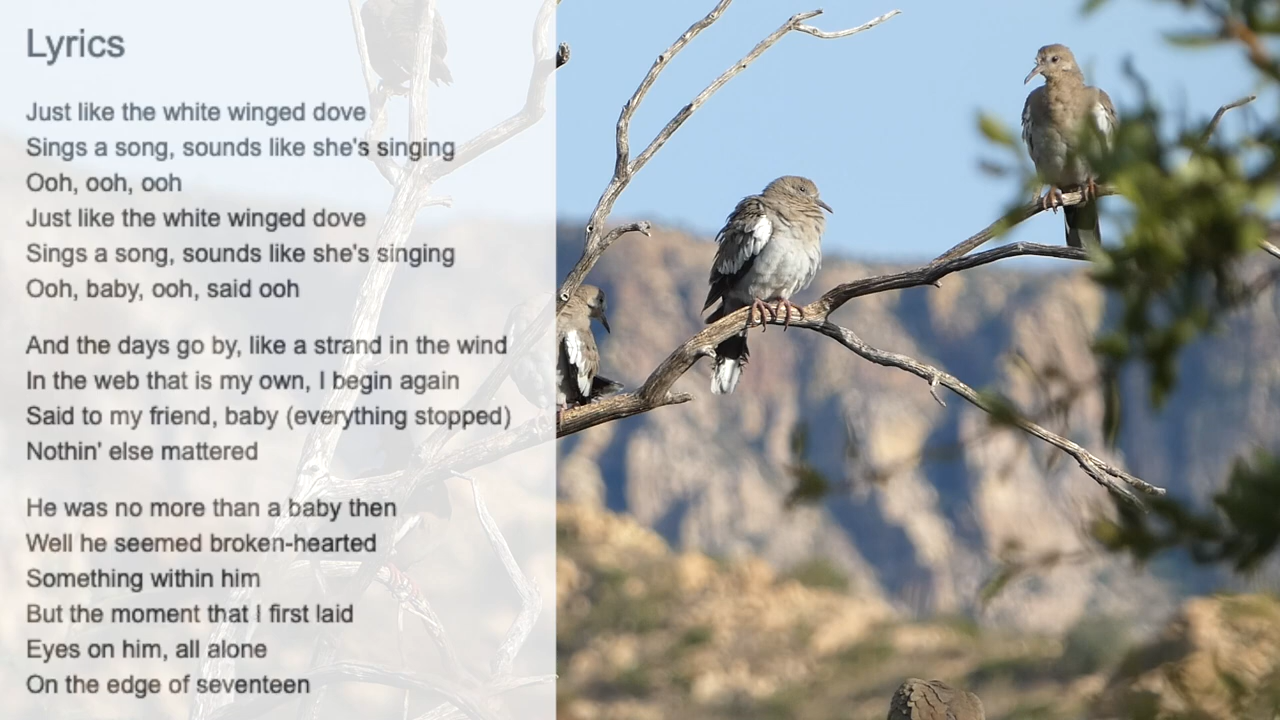 Lyrics
Just like the white winged dove
Sings a song, sounds like she's singing
Ooh, ooh, ooh
Just like the white winged dove
Sings a song, sounds like she's singing
Ooh, baby, ooh, said ooh
And the days go by, like a strand in the wind
In the web that is my own, I begin again
Said to my friend, baby (everything stopped)
Nothin' else mattered
He was no more than a baby then
Well he seemed broken-hearted
Something within him
But the moment that I first laid
Eyes on him, all alone
On the edge of seventeen